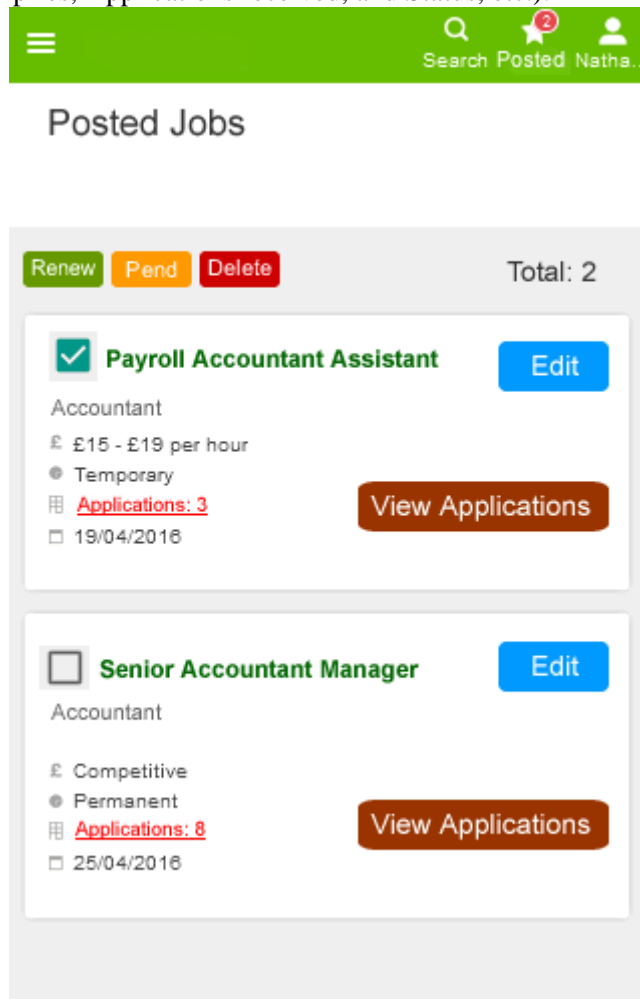 Search Posted Natha..
2
Posted Jobs
Renew Pend Delete Total: 2
Payroll Accountant Assistant Edit
Accountant
£ £15 - £19 per hour
Temporary
Applications: 3 View Applications
19/04/2016
Senior Accountant Manager Edit
Accountant
£ Competitive
Permanent
Applications: 8 View Applications
25/04/2016